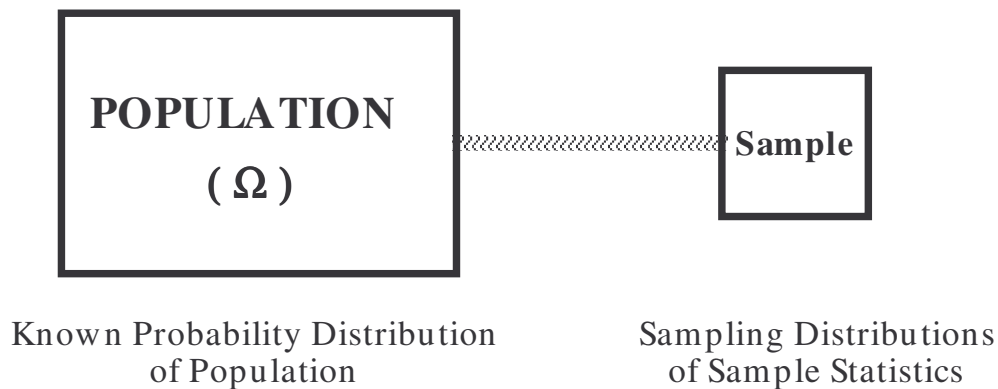 POPULATION
( Ω )
Sample
Known Probability Distribution
of Population
Sampling Distributions
of Sample Statistics